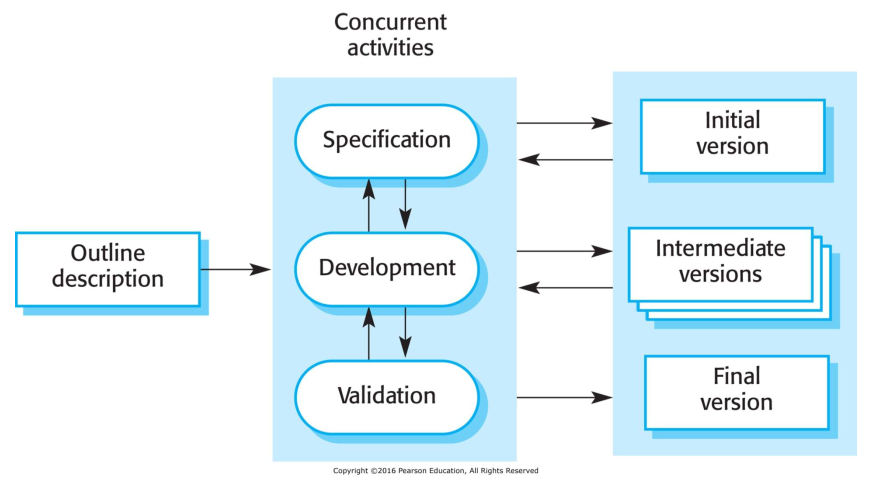 Concurrent
activities
Specification
Initial
version
Outline
description
Development
Intermediate
versions
Validation
Final
version
Copyright ©2016 Pearson Education, All Rights Reserved